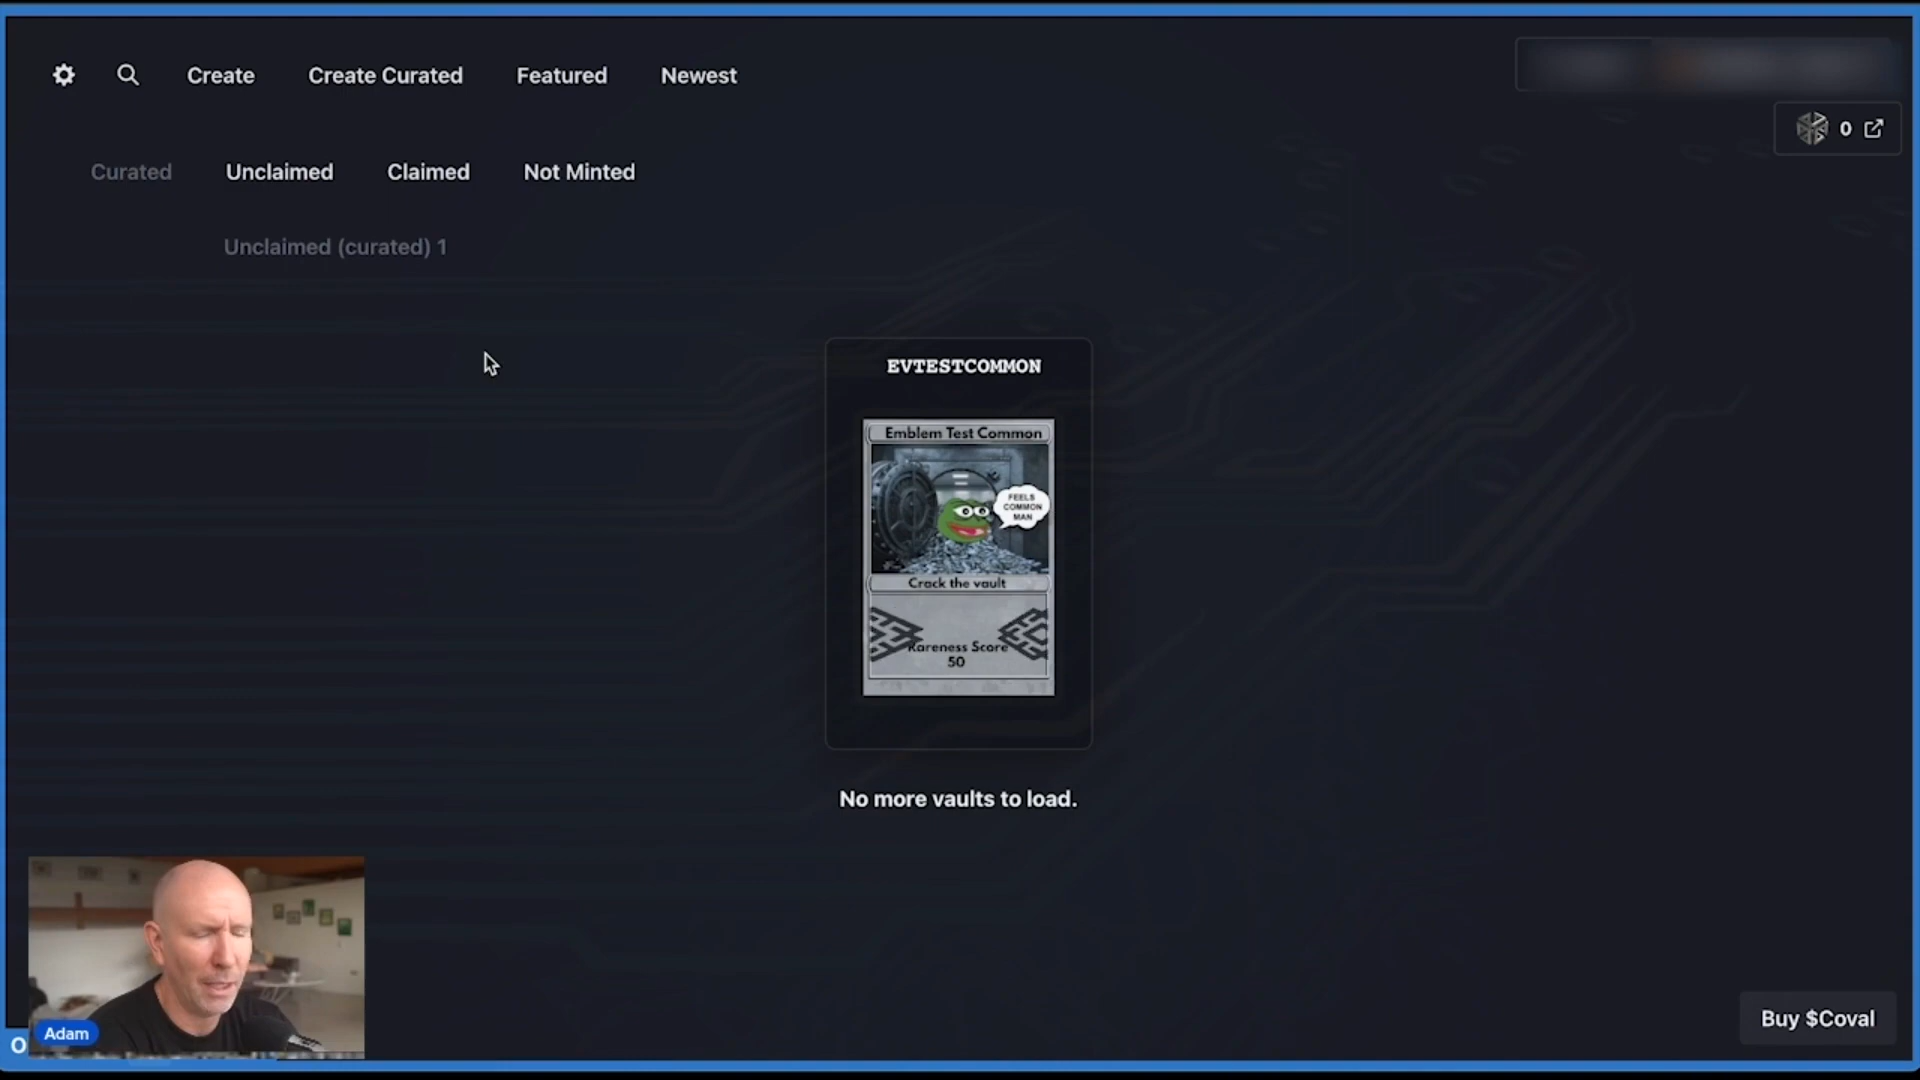 Create Create Curated Featured Newest
0
Curated Unclaimed Claimed Not Minted
Unclaimed (curated) 1
EVTESTCOMMON
Emblem Test Common
FEELS
COMMON
MAN
Crack the vault
Rareness Score
50
No more vaults to load.
Adam
O
Buy $Coval